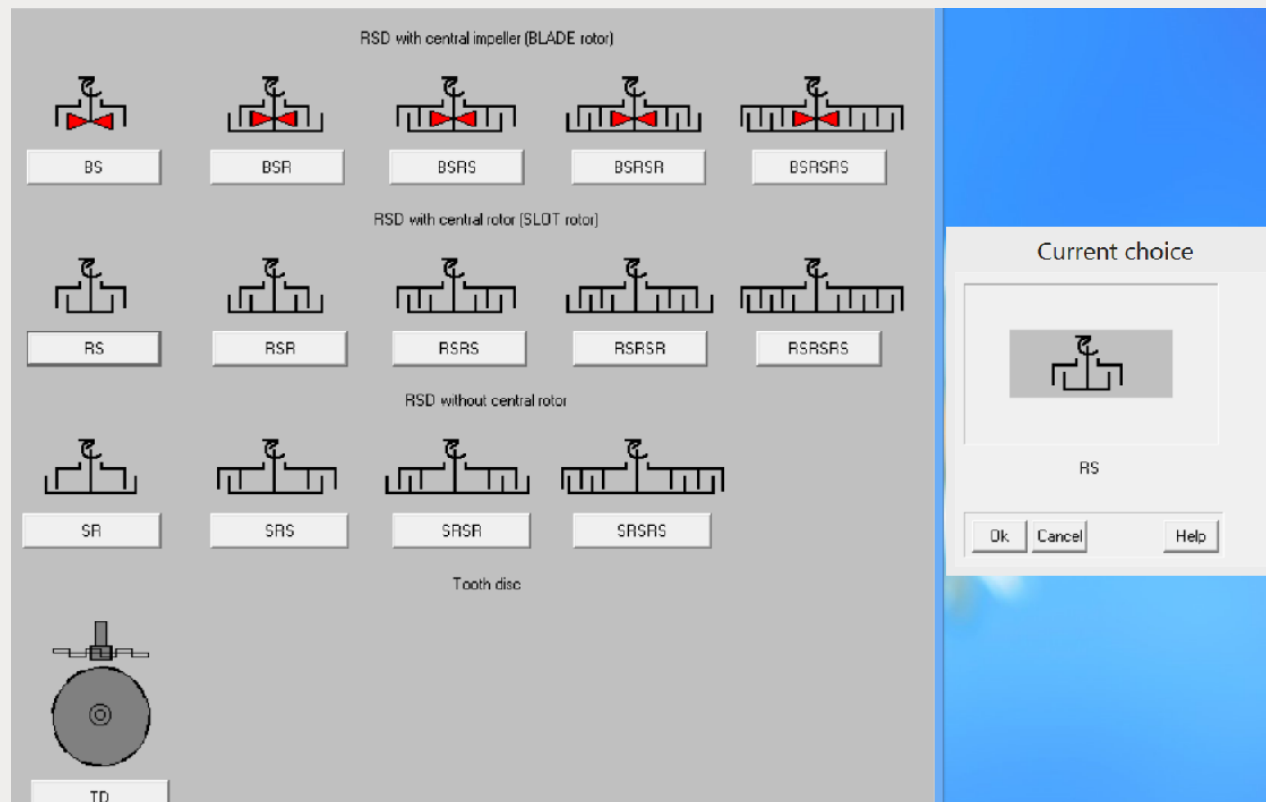 RSD with central impeller (BLADE rotor)
BS BSR BSRS BSRSR BSRSRS
RSD with central rotor (SLOT rotor)
RS RSR RSRS RSRSR RSRSRS
RSD without central rotor
SR SRS SRSR SRSRS
Tooth disc
TD
Current choice
RS
Ok Cancel Help